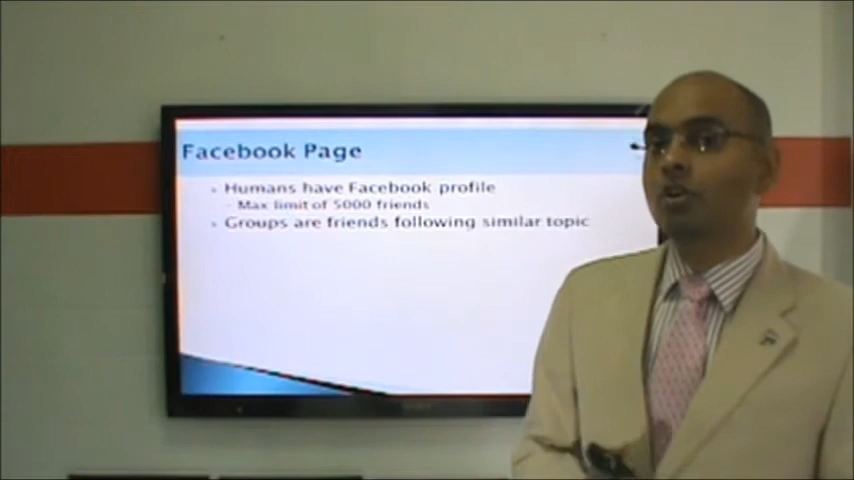 Facebook Page
Humans have Facebook profile
Max limit of 5000 friends
Groups are friends following similar topic